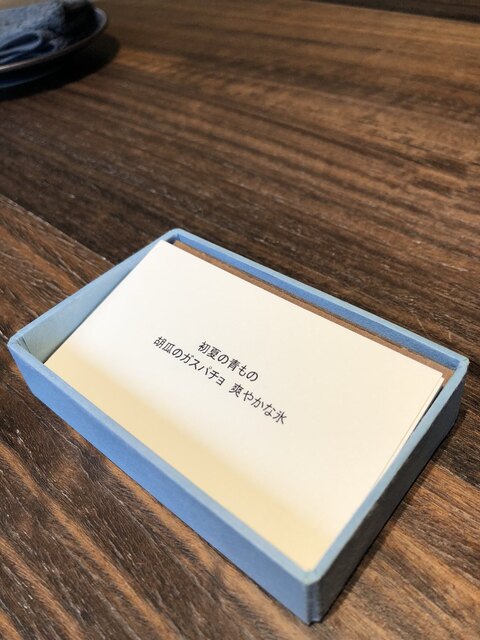 初夏の青もの
胡瓜のガスパチョ 爽やかな氷